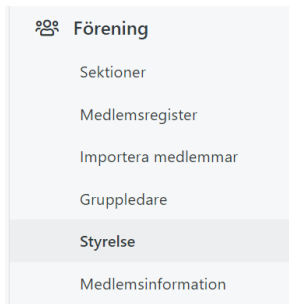 Förening
Sektioner
Medlemsregister
Importera medlemmar
Gruppledare
Styrelse
Medlemsinformation